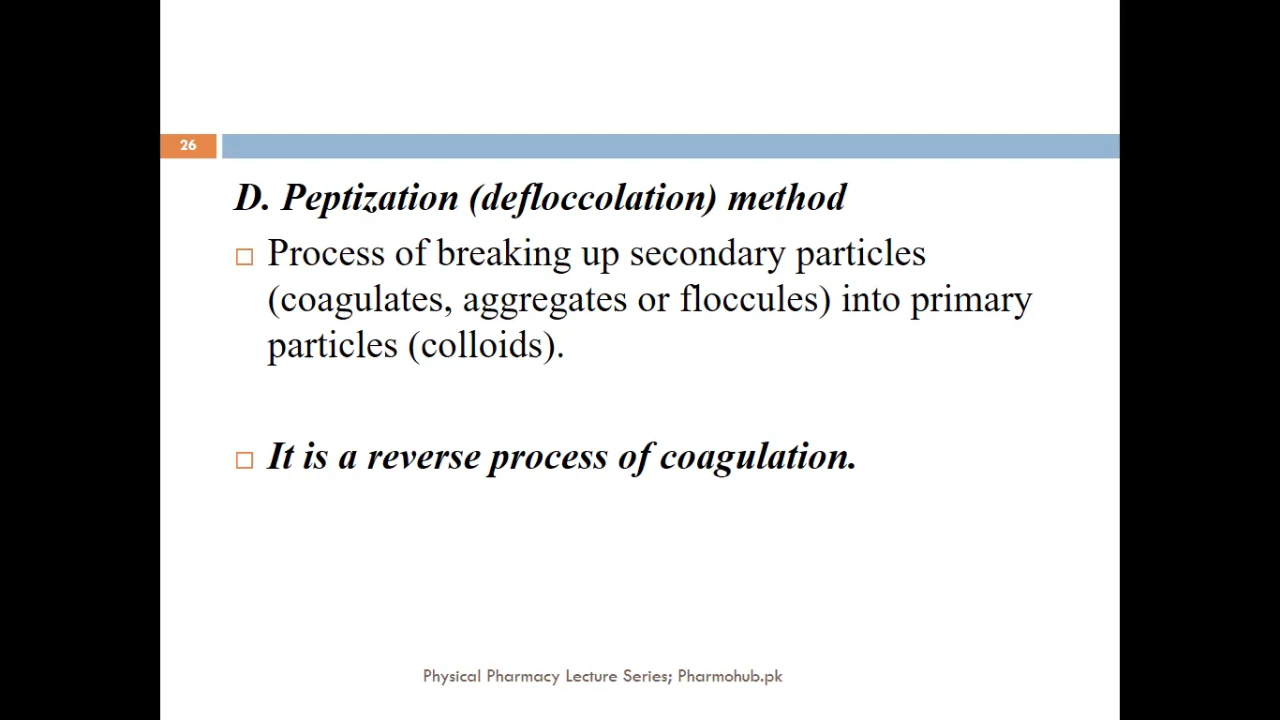 26
D. Peptization (defloccolation) method
Process of breaking up secondary particles
(coagulates, aggregates or floccules) into primary
particles (colloids).
It is a reverse process of coagulation.
Physical Pharmacy Lecture Series; Pharmohub.pk